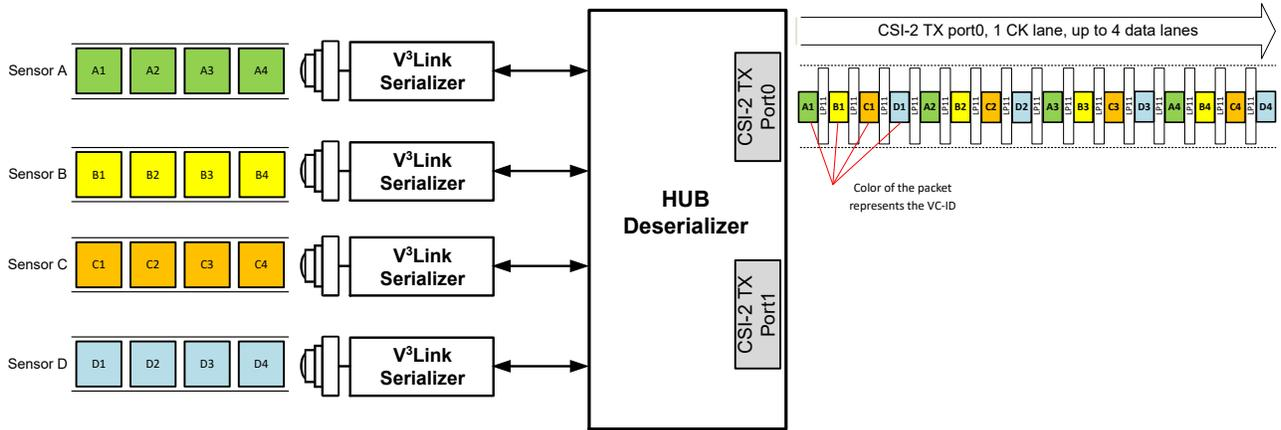 CSI-2 TX port0, 1 CK lane, up to 4 data lanes
Sensor A
A1 A2 A3 A4
V³Link
Serializer
CSI-2 TX
Port0
A1 LP11 B1 LP11 C1 LP11 D1 LP11 A2 LP11 B2 LP11 C2 LP11 D2 LP11 A3 LP11 B3 LP11 C3 LP11 D3 LP11 A4 LP11 B4 LP11 C4 LP11 D4
Sensor B
B1 B2 B3 B4
V³Link
Serializer
Color of the packet
represents the VC-ID
HUB
Deserializer
Sensor C
C1 C2 C3 C4
V³Link
Serializer
CSI-2 TX
Port1
Sensor D
D1 D2 D3 D4
V³Link
Serializer